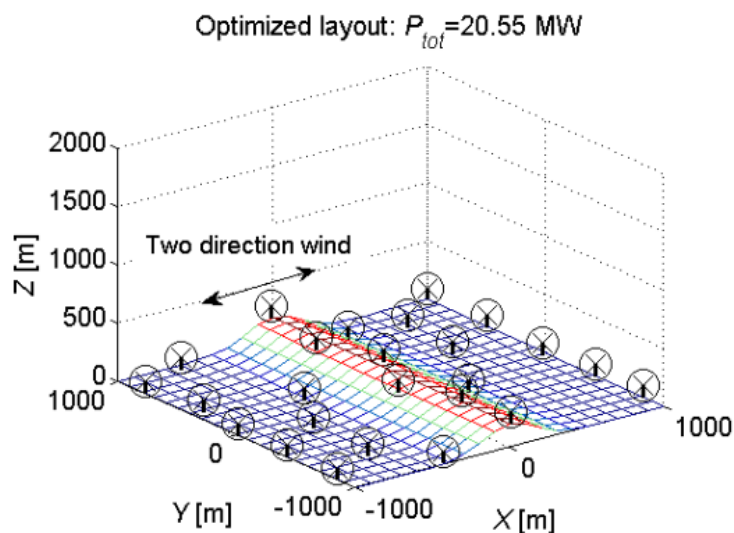 Optimized layout: P_tot=20.55 MW
2000
1500
1000
500
0
Z [m]
Two direction wind
1000
0
-1000
Y [m]
-1000
0
1000
X [m]